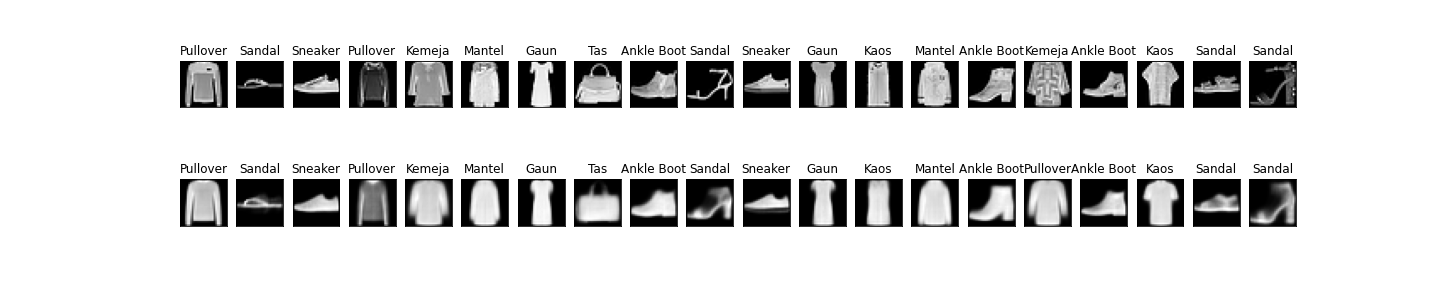 Pullover Sandal Sneaker Pullover Kemeja Mantel Gaun Tas Ankle Boot Sandal Sneaker Gaun Kaos Mantel Ankle Boot Kemeja Ankle Boot Kaos Sandal Sandal
Pullover Sandal Sneaker Pullover Kemeja Mantel Gaun Tas Ankle Boot Sandal Sneaker Gaun Kaos Mantel Ankle Boot Pullover Ankle Boot Kaos Sandal Sandal